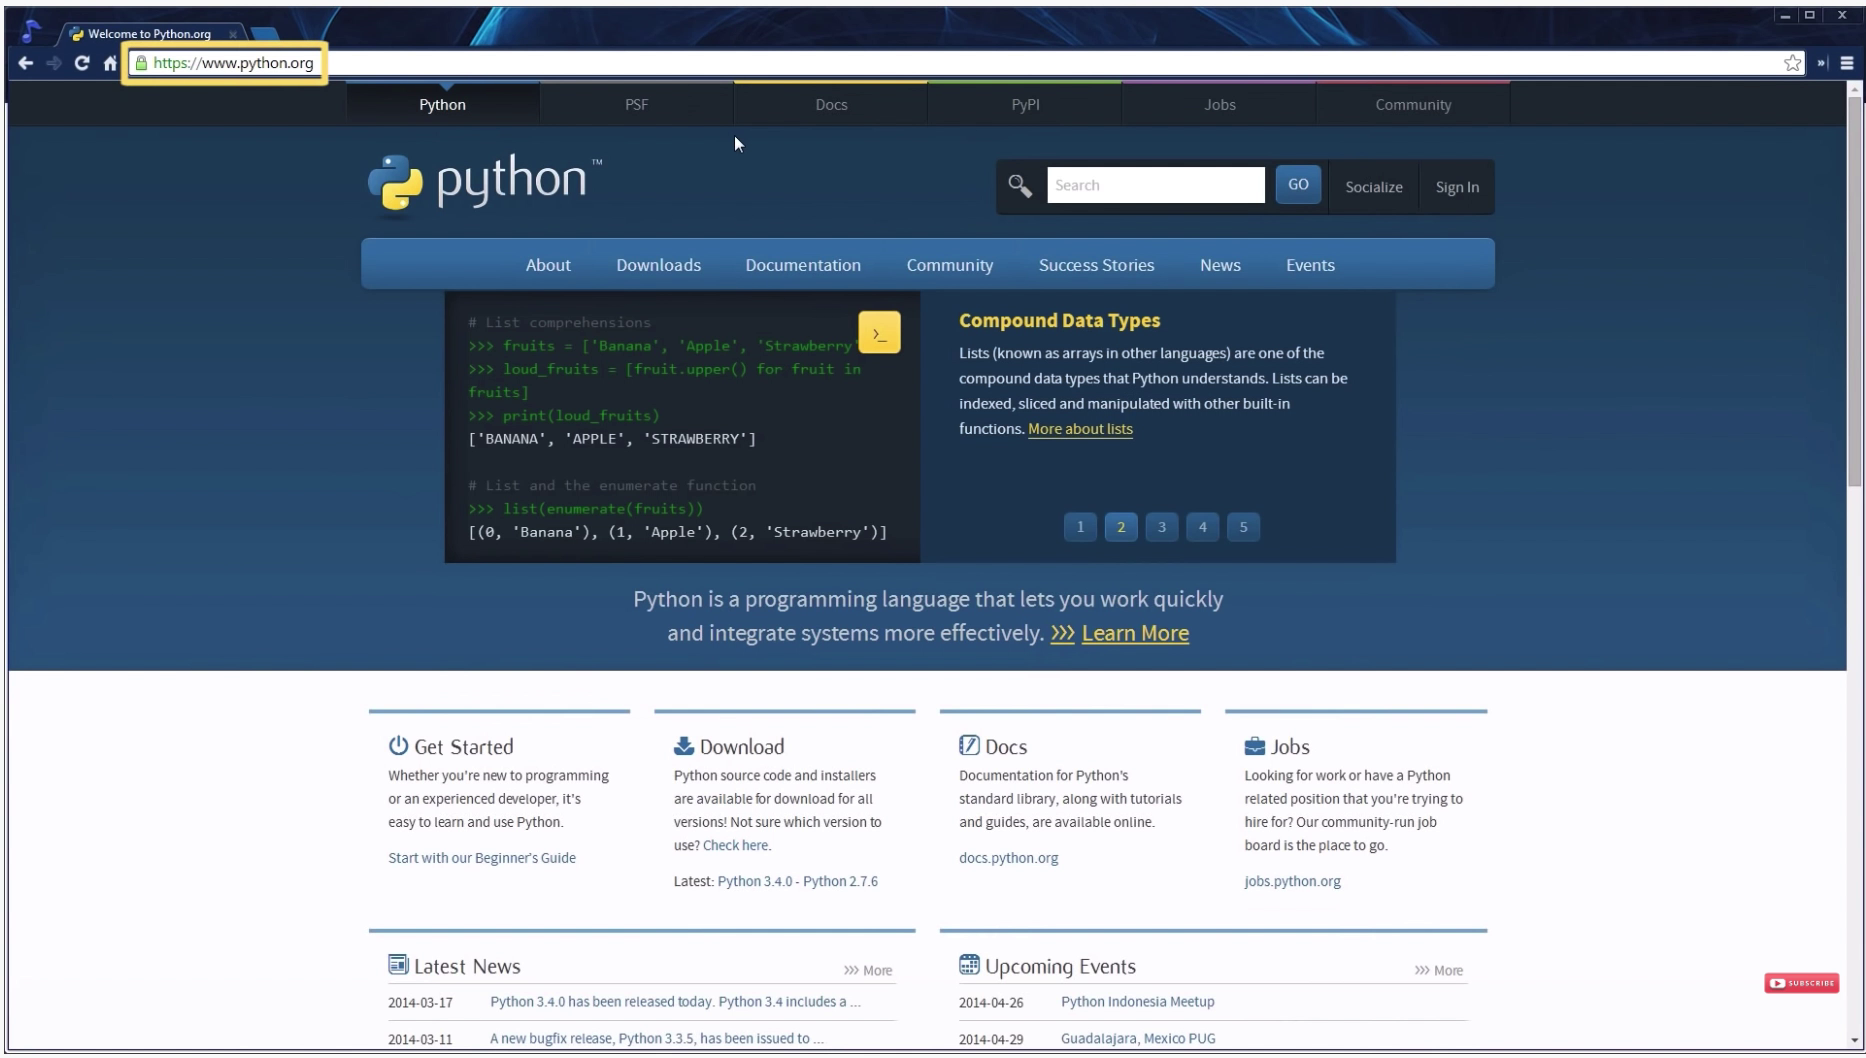 Welcome to Python.org
https://www.python.org
Python
PSF
Docs
PyPI
Jobs
Community
python™
Search
GO
Socialize
Sign In
About
Downloads
Documentation
Community
Success Stories
News
Events
# List comprehensions
>>> fruits = ['Banana', 'Apple', 'Strawberry'
>>> loud_fruits = [fruit.upper() for fruit in
fruits]
>>> print(loud_fruits)
['BANANA', 'APPLE', 'STRAWBERRY']
# List and the enumerate function
>>> list(enumerate(fruits))
[(0, 'Banana'), (1, 'Apple'), (2, 'Strawberry')]
>_
Compound Data Types
Lists (known as arrays in other languages) are one of the
compound data types that Python understands. Lists can be
indexed, sliced and manipulated with other built-in
functions. More about lists
1 2 3 4 5
Python is a programming language that lets you work quickly
and integrate systems more effectively. >>> Learn More
Get Started
Whether you're new to programming
or an experienced developer, it's
easy to learn and use Python.
Start with our Beginner's Guide
Download
Python source code and installers
are available for download for all
versions! Not sure which version to
use? Check here.
Latest: Python 3.4.0 - Python 2.7.6
Docs
Documentation for Python's
standard library, along with tutorials
and guides, are available online.
docs.python.org
Jobs
Looking for work or have a Python
related position that you're trying to
hire for? Our community-run job
board is the place to go.
jobs.python.org
Latest News
>>> More
2014-03-17 Python 3.4.0 has been released today. Python 3.4 includes a ...
2014-03-11 A new bugfix release, Python 3.3.5, has been issued to ...
Upcoming Events
>>> More
2014-04-26 Python Indonesia Meetup
2014-04-29 Guadalajara, Mexico PUG
SUBSCRIBE